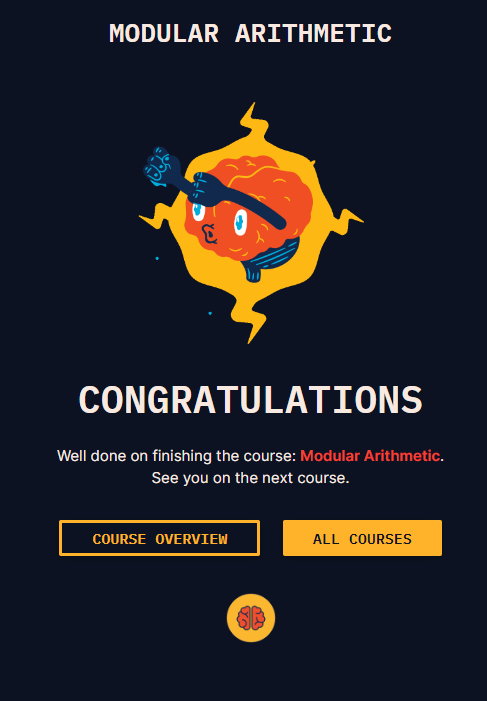 MODULAR ARITHMETIC
CONGRATULATIONS
Well done on finishing the course: Modular Arithmetic.
See you on the next course.
COURSE OVERVIEW
ALL COURSES